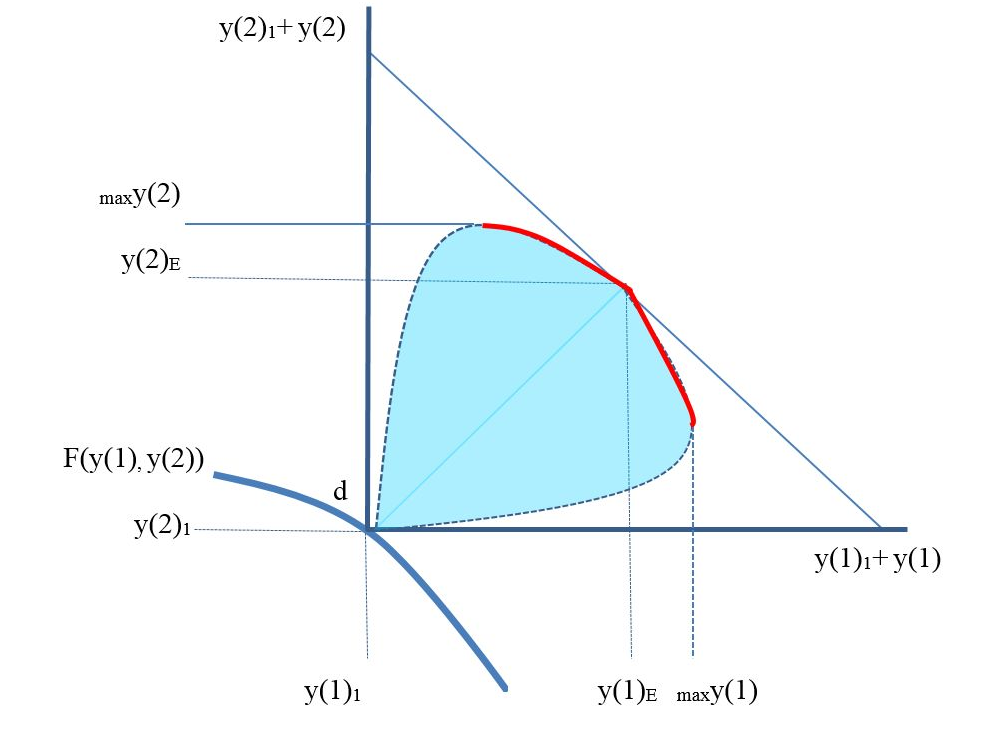 y(2)₁+ y(2)
maxy(2)
y(2)E
F(y(1), y(2))
d
y(2)₁
y(1)₁+ y(1)
y(1)₁
y(1)E
maxy(1)